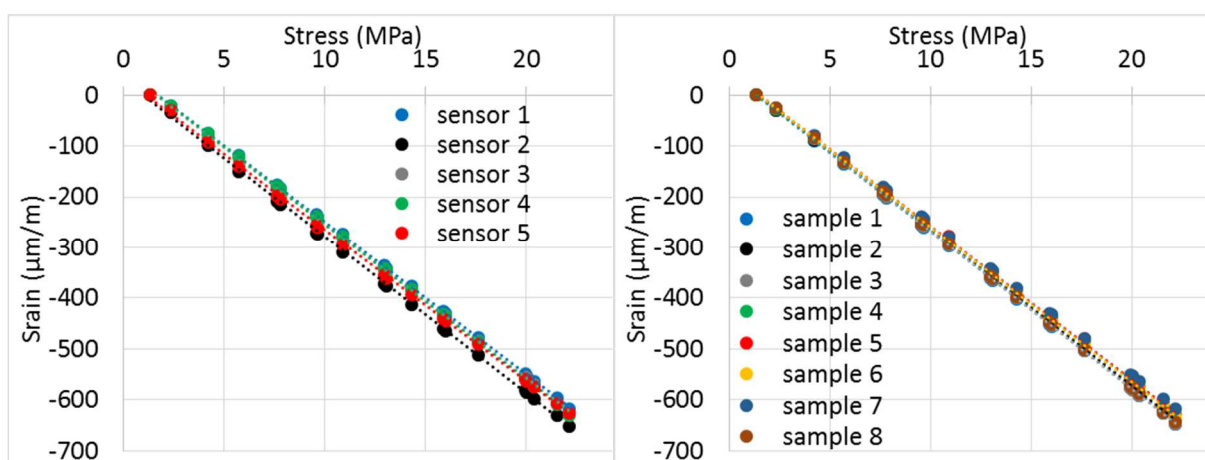 Stress (MPa)
0 5 10 15 20
0
-100
-200
-300
-400
-500
-600
-700
Srain (μm/m)
sensor 1
sensor 2
sensor 3
sensor 4
sensor 5
Stress (MPa)
0 5 10 15 20
0
-100
-200
-300
-400
-500
-600
-700
Srain (μm/m)
sample 1
sample 2
sample 3
sample 4
sample 5
sample 6
sample 7
sample 8